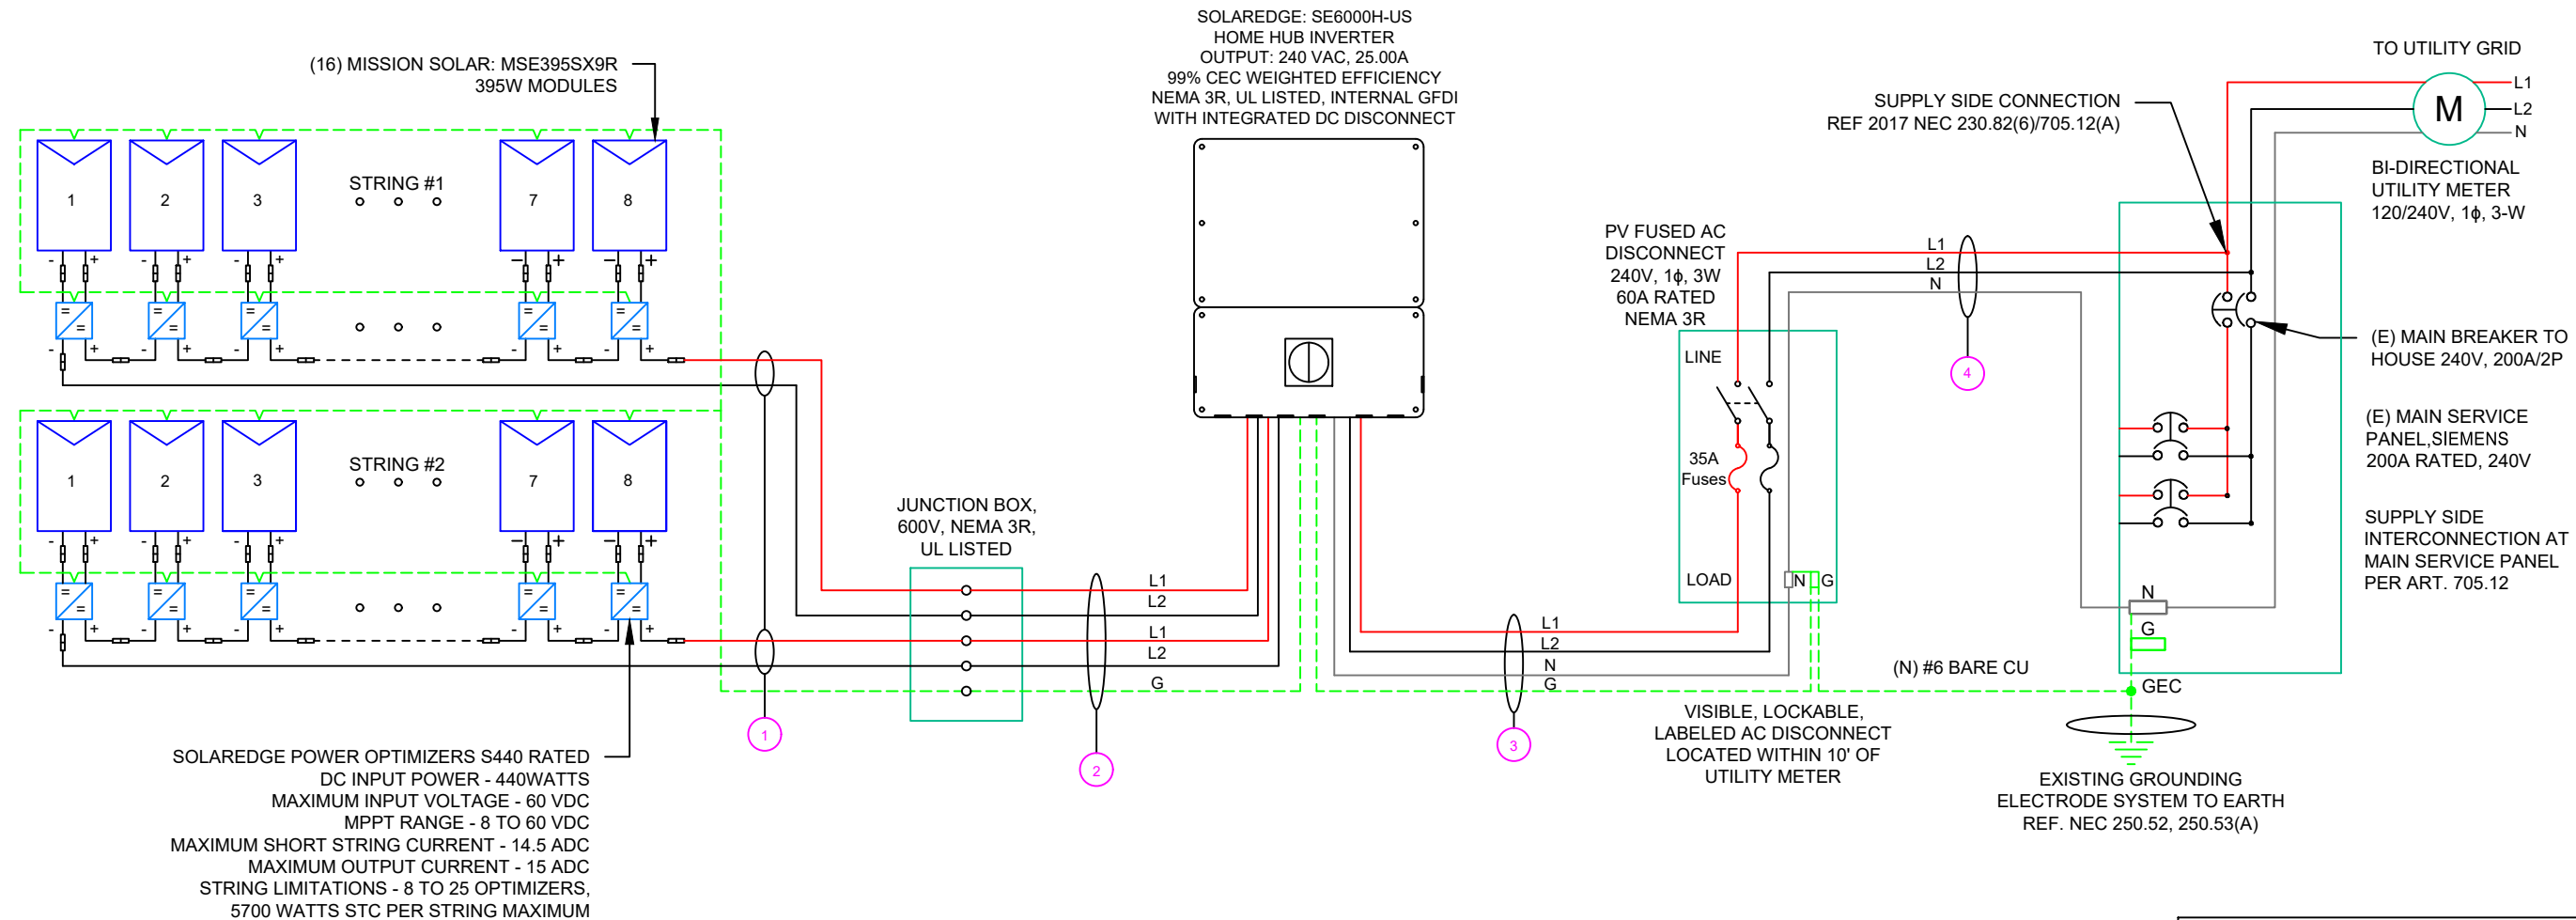 SOLAREDGE: SE6000H-US
HOME HUB INVERTER
OUTPUT: 240 VAC, 25.00A
99% CEC WEIGHTED EFFICIENCY
NEMA 3R, UL LISTED, INTERNAL GFDI
WITH INTEGRATED DC DISCONNECT
(16) MISSION SOLAR: MSE395SX9R
395W MODULES
TO UTILITY GRID
L1
M
L2
N
SUPPLY SIDE CONNECTION
REF 2017 NEC 230.82(6)/705.12(A)
BI-DIRECTIONAL
UTILITY METER
120/240V, 1ϕ, 3-W
STRING #1
1 2 3 7 8
- + - + - + - + - +
= = = = = = = = = =
- + - + - + - + - +
PV FUSED AC
DISCONNECT
240V, 1ϕ, 3W
60A RATED
NEMA 3R
LINE
35A
Fuses
LOAD
N G
L1
L2
N
4
(E) MAIN BREAKER TO
HOUSE 240V, 200A/2P
(E) MAIN SERVICE
PANEL,SIEMENS
200A RATED, 240V
SUPPLY SIDE
INTERCONNECTION AT
MAIN SERVICE PANEL
PER ART. 705.12
STRING #2
1 2 3 7 8
- + - + - + - + - +
= = = = = = = = = =
- + - + - + - + - +
JUNCTION BOX,
600V, NEMA 3R,
UL LISTED
L1
L2
L1
L2
G
1
2
L1
L2
N
G
3
N
G
(N) #6 BARE CU
GEC
VISIBLE, LOCKABLE,
LABELED AC DISCONNECT
LOCATED WITHIN 10' OF
UTILITY METER
EXISTING GROUNDING
ELECTRODE SYSTEM TO EARTH
REF. NEC 250.52, 250.53(A)
SOLAREDGE POWER OPTIMIZERS S440 RATED
DC INPUT POWER - 440WATTS
MAXIMUM INPUT VOLTAGE - 60 VDC
MPPT RANGE - 8 TO 60 VDC
MAXIMUM SHORT STRING CURRENT - 14.5 ADC
MAXIMUM OUTPUT CURRENT - 15 ADC
STRING LIMITATIONS - 8 TO 25 OPTIMIZERS,
5700 WATTS STC PER STRING MAXIMUM